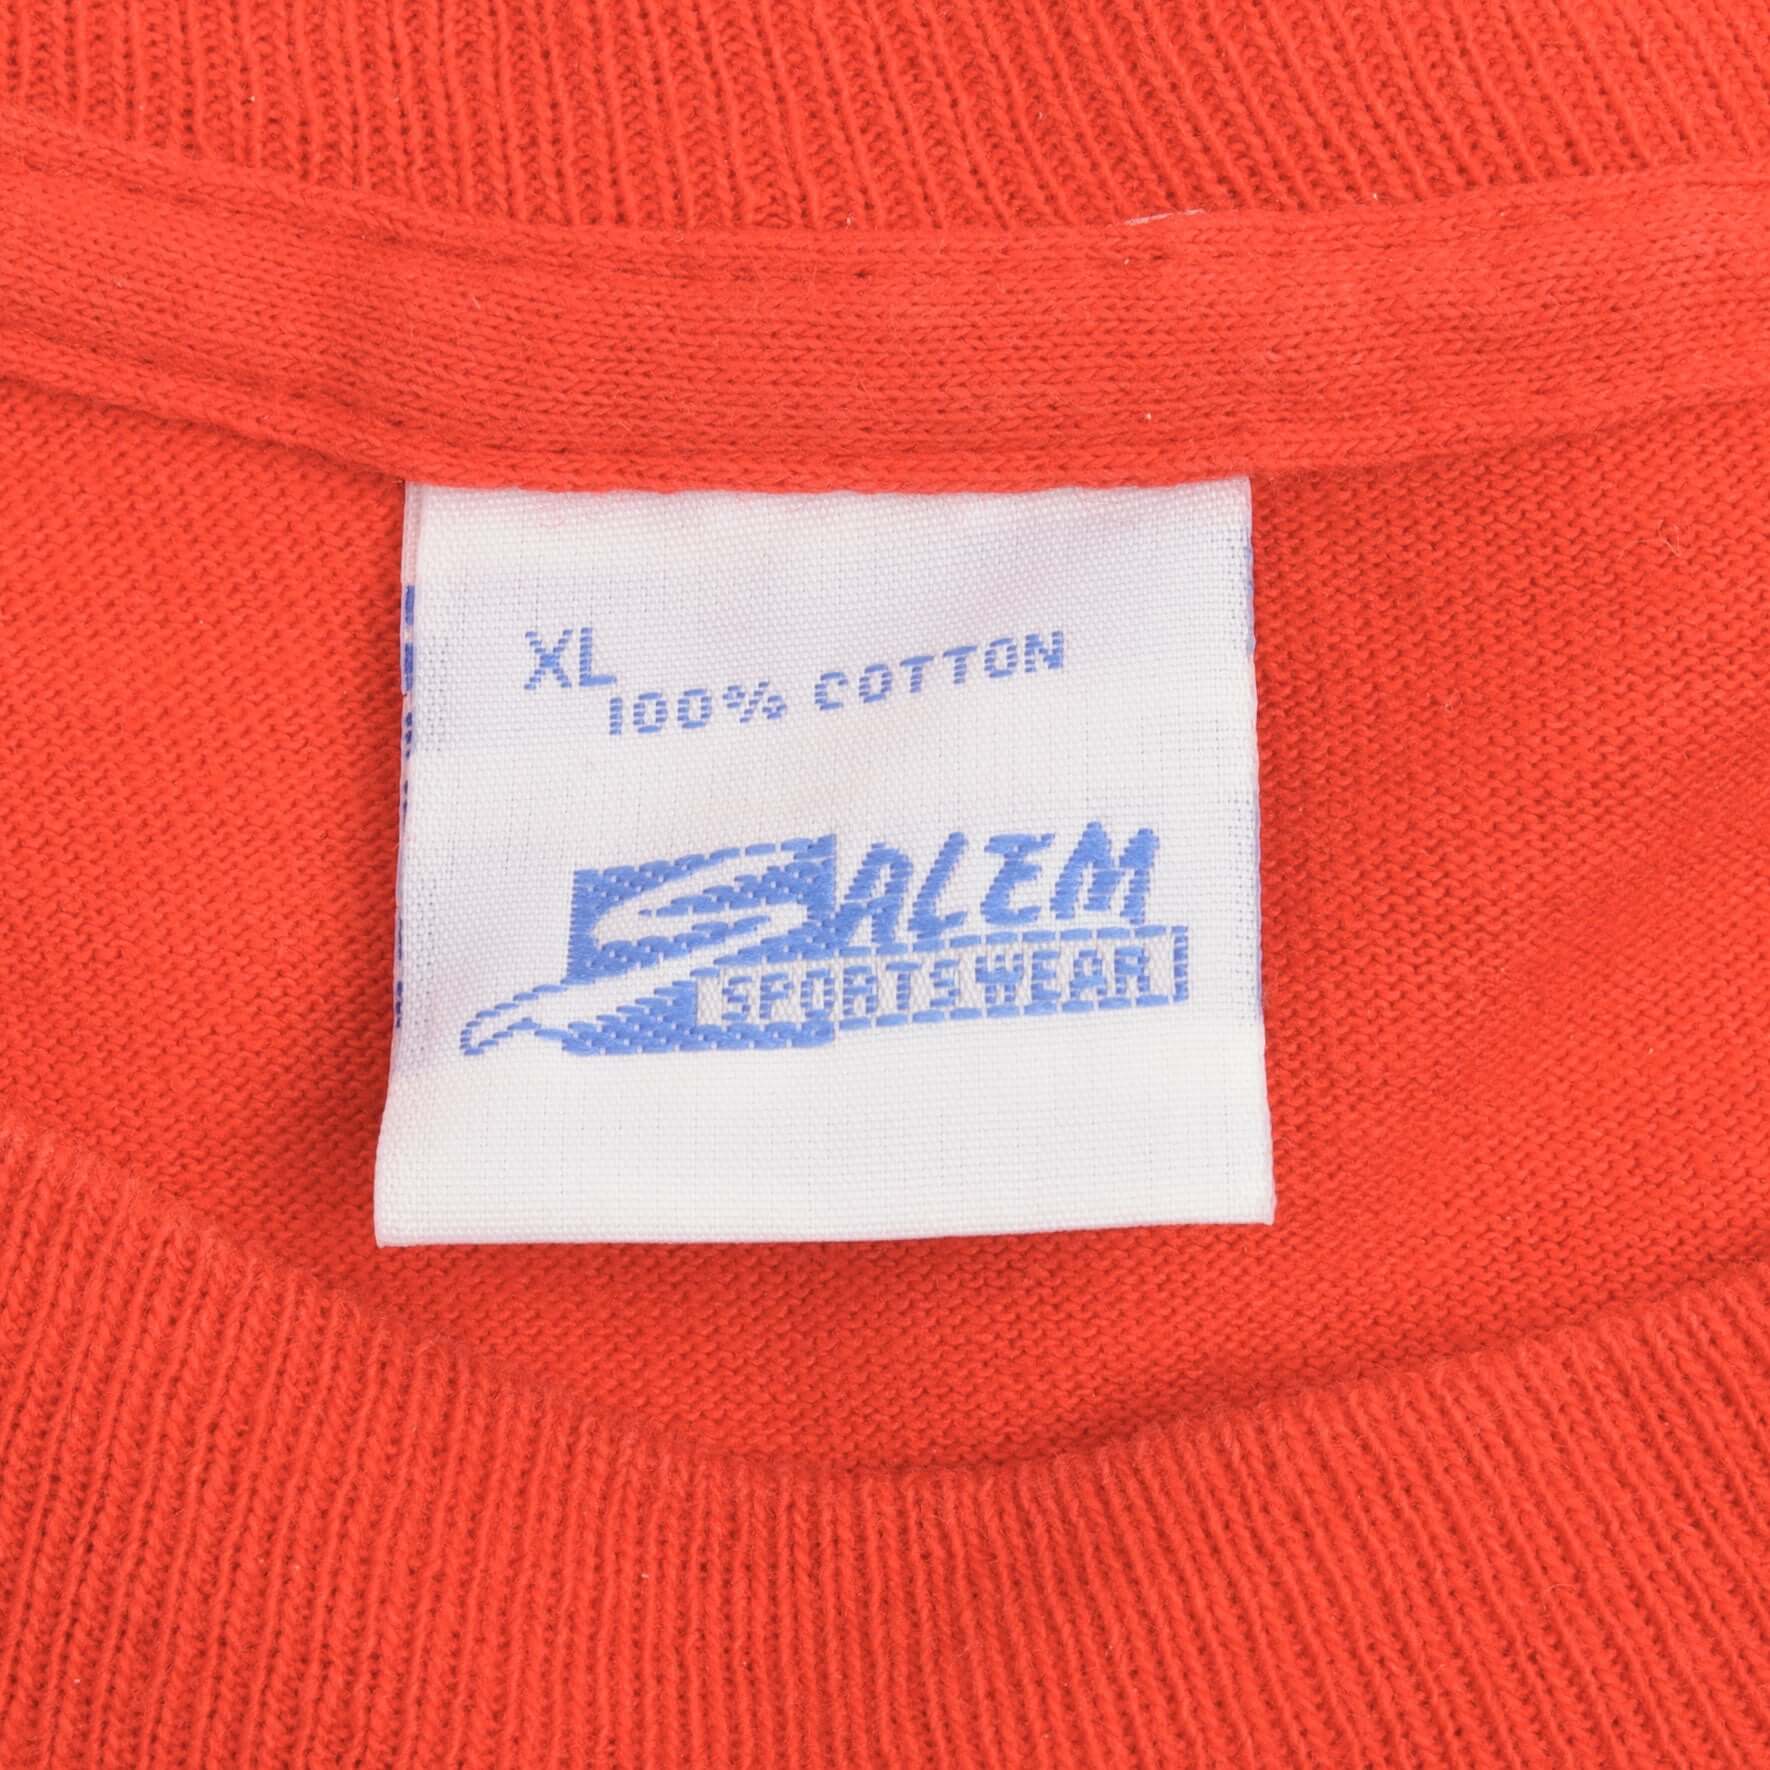 XL
100% COTTON
SALEM
SPORTSWEAR